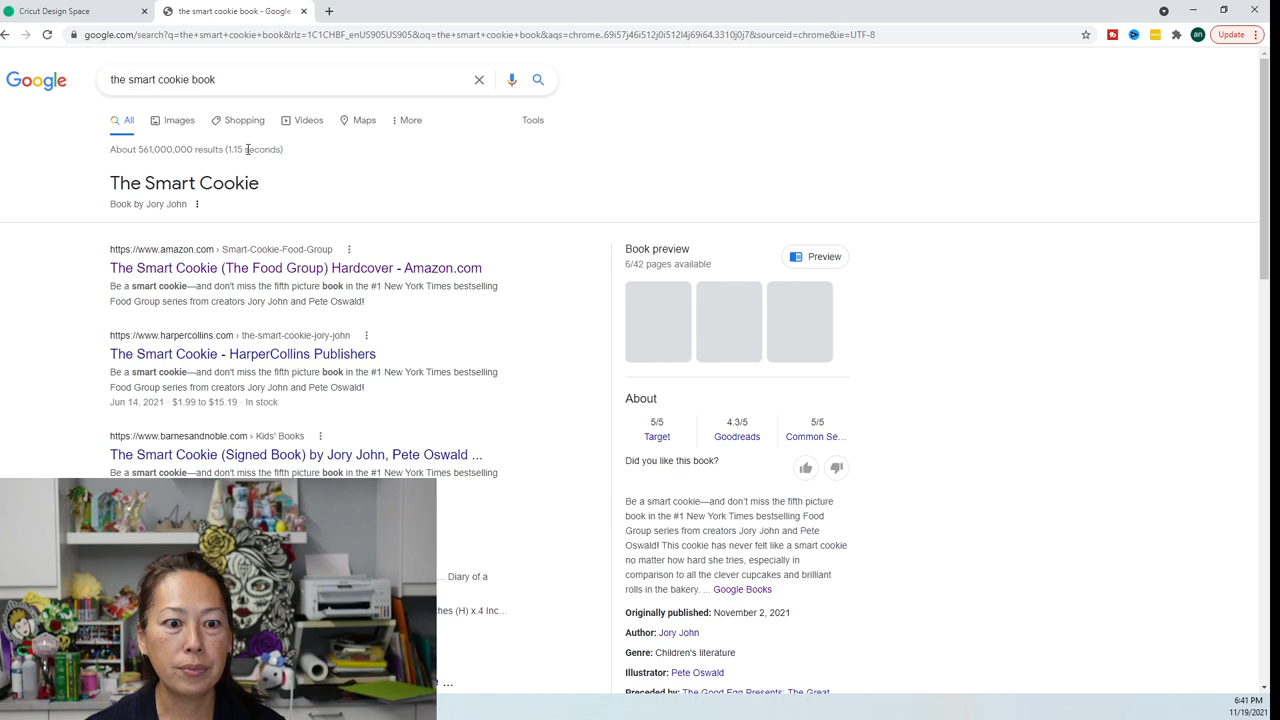 Cricut Design Space
the smart cookie book - Google
google.com/search?q=the+smart+cookie+book&rlz=1C1CHBF_enUS905US905&oq=the+smart+cookie+book&aqs=chrome..69i57j46i512j0i512l4j69i64.3310j0j7&sourceid=chrome&ie=UTF-8
an
Update
Google
the smart cookie book
All
Images
Shopping
Videos
Maps
More
Tools
About 561,000,000 results (1.15 seconds)
The Smart Cookie
Book by Jory John
https://www.amazon.com › Smart-Cookie-Food-Group
The Smart Cookie (The Food Group) Hardcover - Amazon.com
Be a smart cookie—and don't miss the fifth picture book in the #1 New York Times bestselling
Food Group series from creators Jory John and Pete Oswald!
https://www.harpercollins.com › the-smart-cookie-jory-john
The Smart Cookie - HarperCollins Publishers
Be a smart cookie—and don't miss the fifth picture book in the #1 New York Times bestselling
Food Group series from creators Jory John and Pete Oswald!
Jun 14, 2021 · $1.99 to $15.19 · In stock
https://www.barnesandnoble.com › Kids' Books
The Smart Cookie (Signed Book) by Jory John, Pete Oswald ...
Be a smart cookie—and don't miss the fifth picture book in the #1 New York Times bestselling
... Diary of a
hes (H) x.4 Inc...
e ...
Book preview
6/42 pages available
Preview
About
5/5
Target
4.3/5
Goodreads
5/5
Common Se...
Did you like this book?
Be a smart cookie—and don't miss the fifth picture
book in the #1 New York Times bestselling Food
Group series from creators Jory John and Pete
Oswald! This cookie has never felt like a smart cookie
no matter how hard she tries, especially in
comparison to all the clever cupcakes and brilliant
rolls in the bakery. ... Google Books
Originally published: November 2, 2021
Author: Jory John
Genre: Children's literature
Illustrator: Pete Oswald
Preceded by: The Good Egg Presents: The Great
6:41 PM
11/19/2021